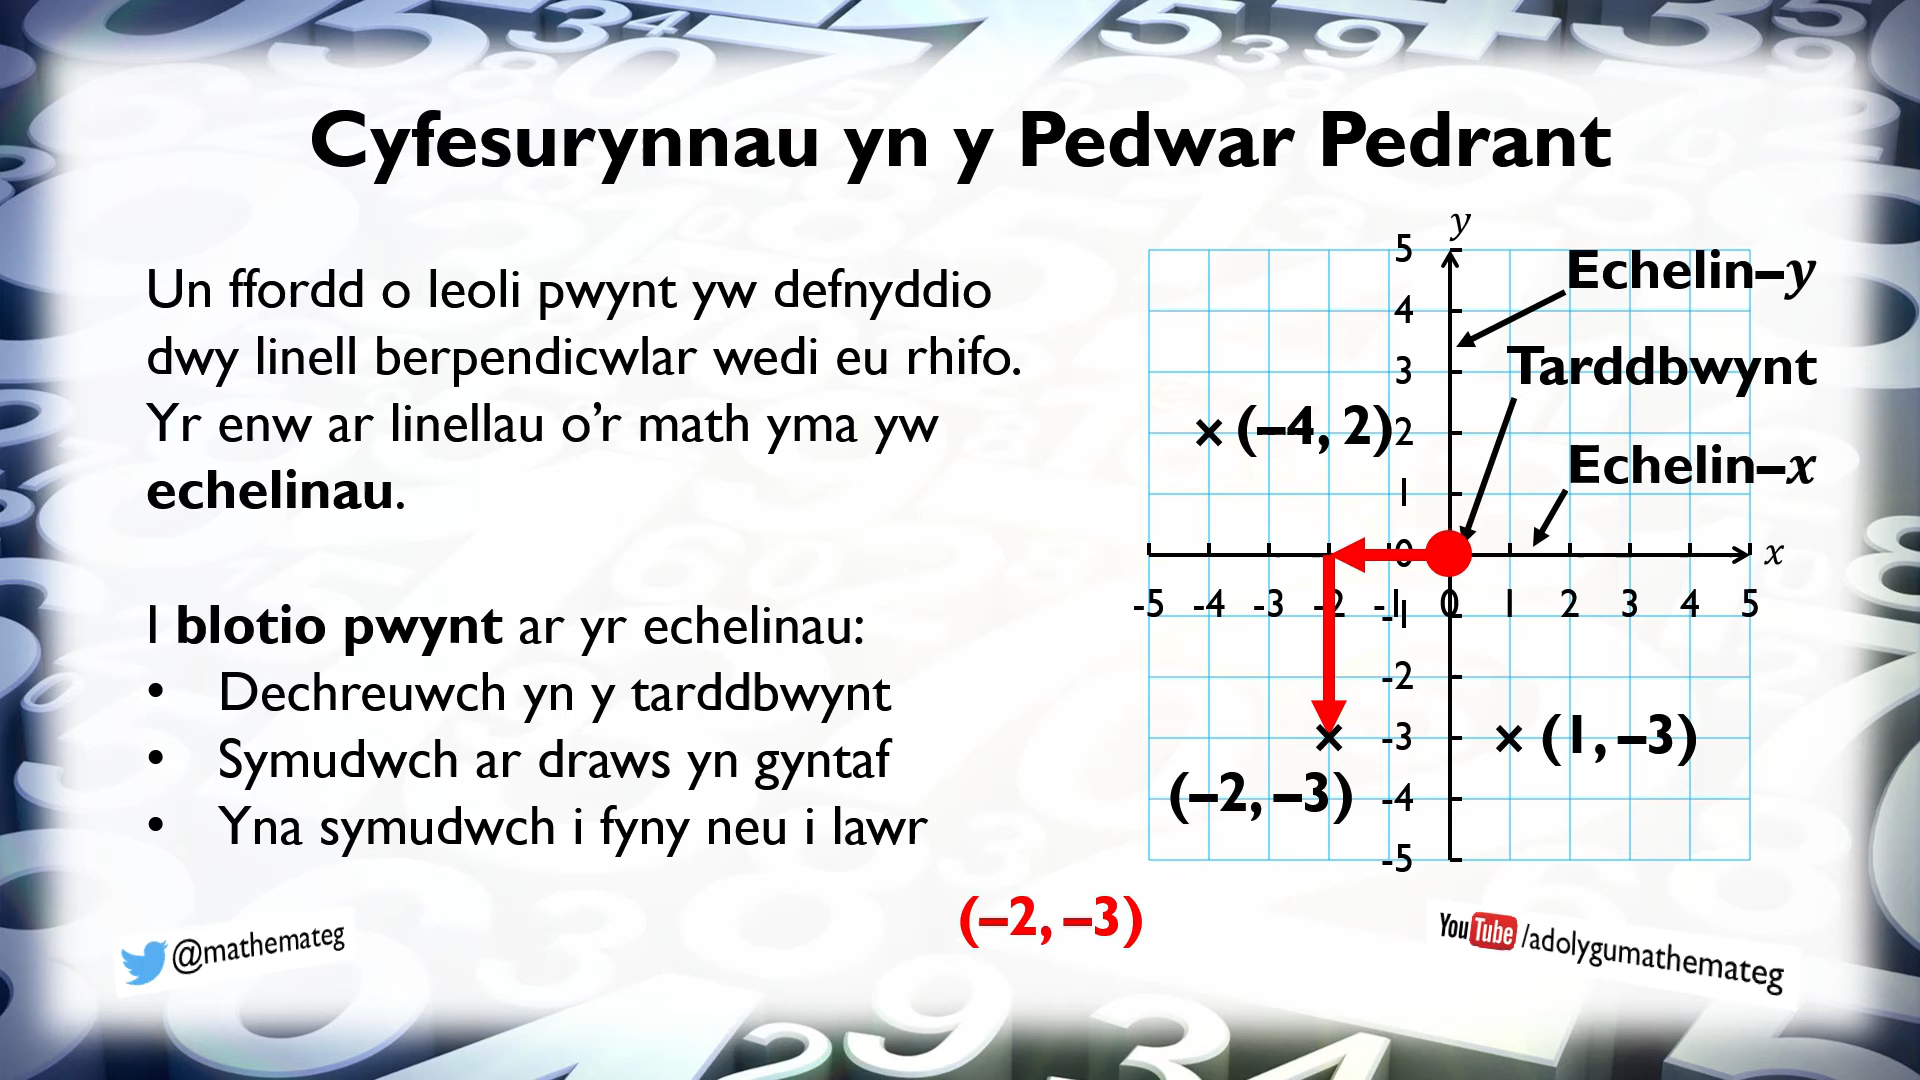 Cyfesurynnau yn y Pedwar Pedrant
Un ffordd o leoli pwynt yw defnyddio
dwy linell berpendicwlar wedi eu rhifo.
Yr enw ar linellau o’r math yma yw
echelinau.
I blotio pwynt ar yr echelinau:
• Dechreuwch yn y tarddbwynt
• Symudwch ar draws yn gyntaf
• Yna symudwch i fyny neu i lawr
(–2, –3)
y
5
4
3
2
1
0
-1
-2
-3
-4
-5
Echelin–y
Tarddbwynt
Echelin–x
x
-5 -4 -3 -2 -1 0 1 2 3 4 5
× (–4, 2)
×
(–2, –3)
× (1, –3)
@mathemateg
YouTube /adolygumathemateg